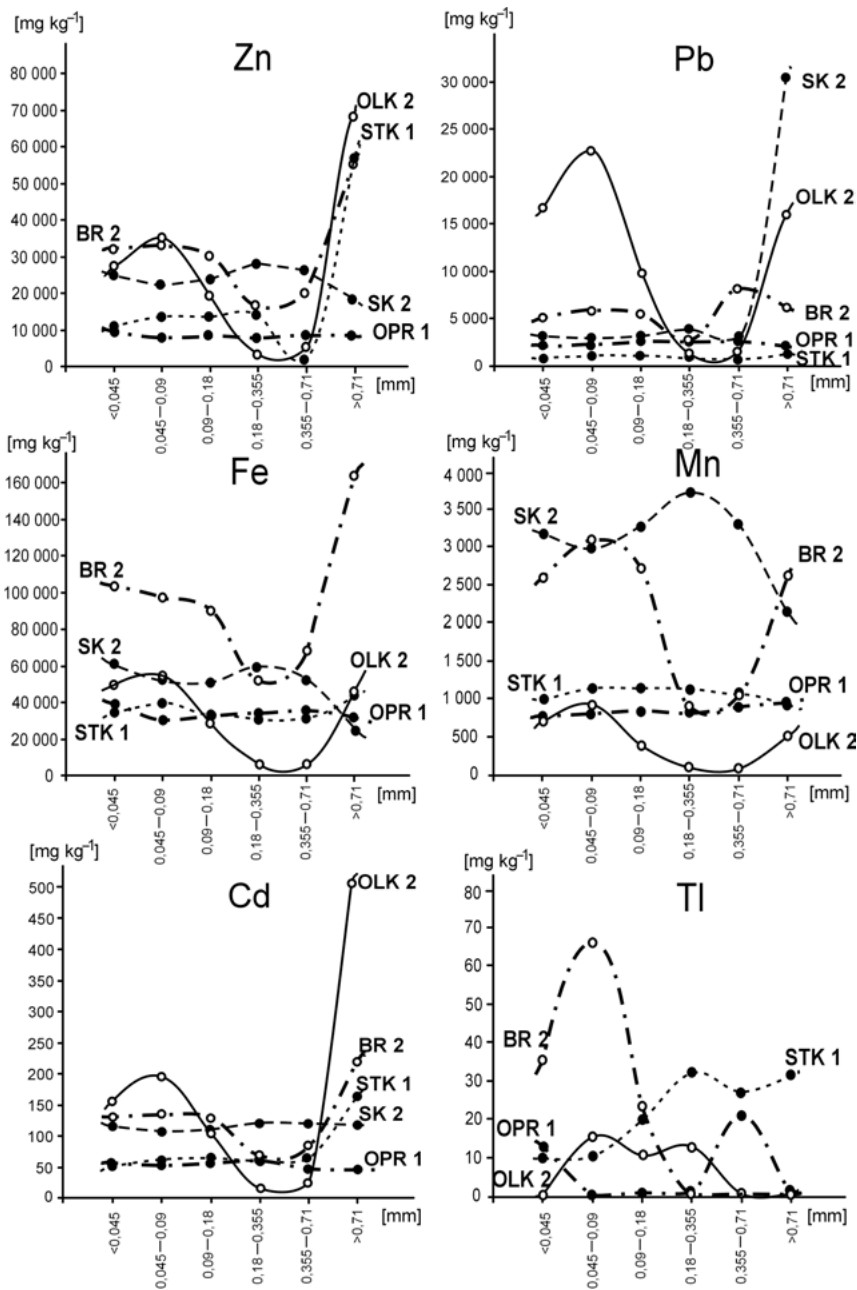 [mg kg⁻¹]
Zn
80 000
70 000
60 000
50 000
40 000
30 000
20 000
10 000
0
OLK 2
STK 1
BR 2
SK 2
OPR 1
[mm]
<0,045
0,045—0,09
0,09—0,18
0,18—0,355
0,355—0,71
>0,71
[mg kg⁻¹]
Pb
30 000
25 000
20 000
15 000
10 000
5 000
0
SK 2
OLK 2
BR 2
OPR 1
STK 1
[mm]
<0,045
0,045—0,09
0,09—0,18
0,18—0,355
0,355—0,71
>0,71
[mg kg⁻¹]
Fe
160 000
140 000
120 000
100 000
80 000
60 000
40 000
20 000
0
BR 2
SK 2
OLK 2
STK 1
OPR 1
[mm]
<0,045
0,045—0,09
0,09—0,18
0,18—0,355
0,355—0,71
>0,71
[mg kg⁻¹]
Mn
4 000
3 500
3 000
2 500
2 000
1 500
1 000
500
0
SK 2
BR 2
STK 1
OPR 1
OLK 2
[mm]
<0,045
0,045—0,09
0,09—0,18
0,18—0,355
0,355—0,71
>0,71
[mg kg⁻¹]
Cd
500
450
400
350
300
250
200
150
100
50
0
OLK 2
BR 2
STK 1
SK 2
OPR 1
[mm]
<0,045
0,045—0,09
0,09—0,18
0,18—0,355
0,355—0,71
>0,71
[mg kg⁻¹]
Tl
80
70
60
50
40
30
20
10
0
BR 2
STK 1
OPR 1
OLK 2
[mm]
<0,045
0,045—0,09
0,09—0,18
0,18—0,355
0,355—0,71
>0,71